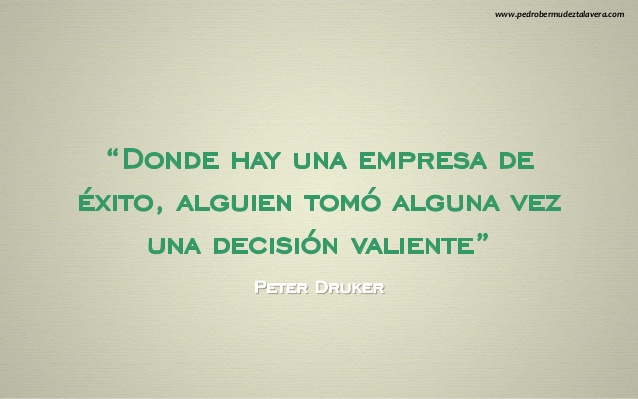 www.pedrobermudeztalavera.com
“Donde hay una empresa de
éxito, alguien tomó alguna vez
una decisión valiente”
Peter Druker